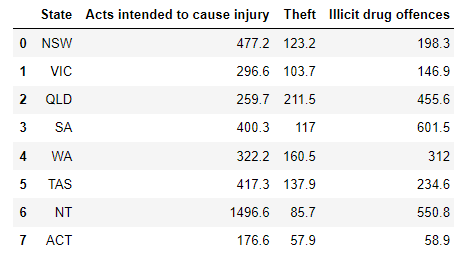 State Acts intended to cause injury Theft Illicit drug offences
0 NSW 477.2 123.2 198.3
1 VIC 296.6 103.7 146.9
2 QLD 259.7 211.5 455.6
3 SA 400.3 117 601.5
4 WA 322.2 160.5 312
5 TAS 417.3 137.9 234.6
6 NT 1496.6 85.7 550.8
7 ACT 176.6 57.9 58.9